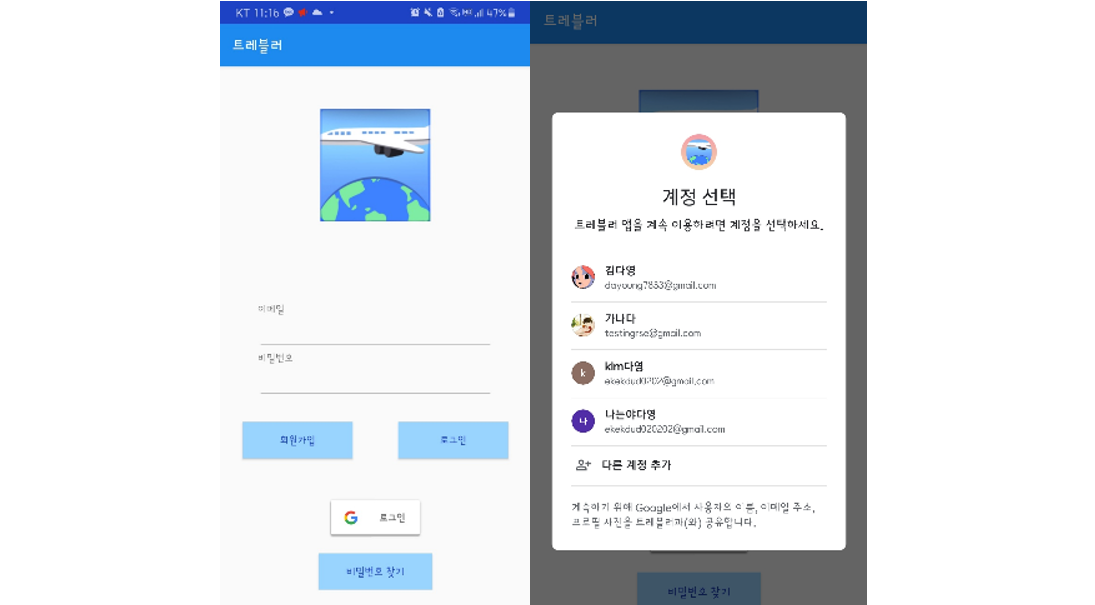 KT 11:16
47%
트레블러
이메일
비밀번호
회원가입
로그인
로그인
비밀번호 찾기
트레블러
계정 선택
트레블러 앱을 계속 이용하려면 계정을 선택하세요.
김다영
dayoung7833@gmail.com
가나다
testingrse@gmail.com
k
kim다영
ekekdud0202@gmail.com
나
나는야다영
ekekdud020202@gmail.com
다른 계정 추가
계속하기 위해 Google에서 사용자의 이름, 이메일 주소,
프로필 사진을 트레블러과(와) 공유합니다.
비밀번호 찾기